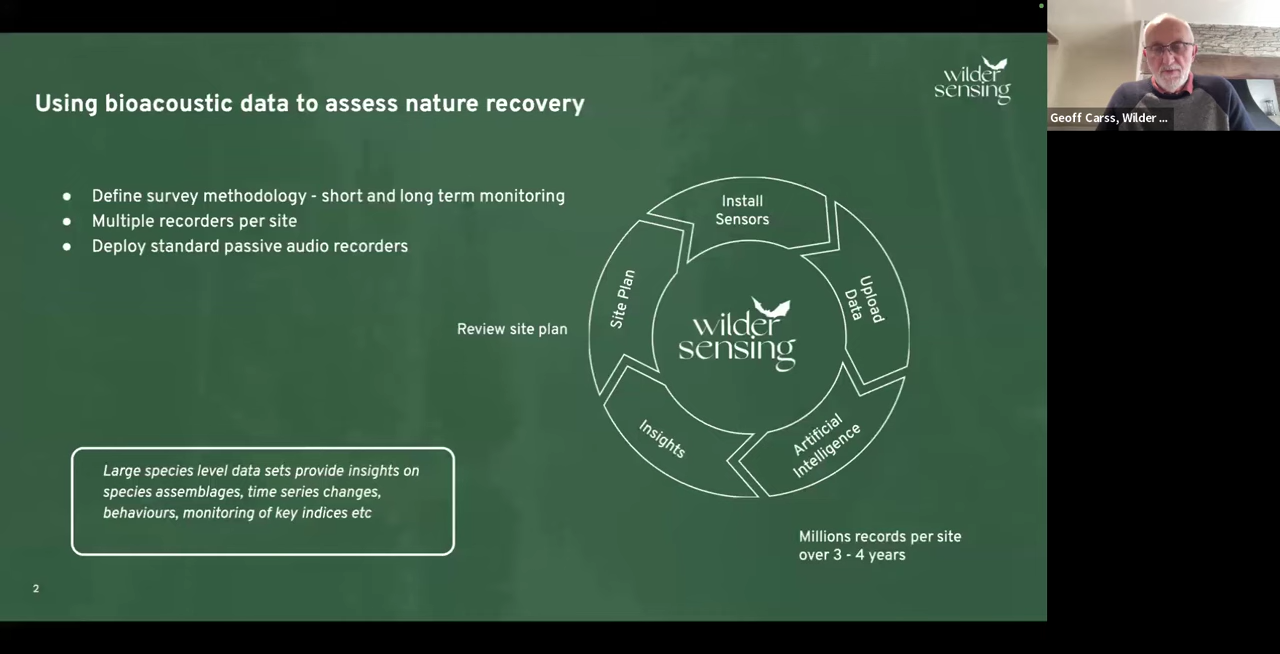 wilder
sensing
Using bioacoustic data to assess nature recovery
● Define survey methodology - short and long term monitoring
● Multiple recorders per site
● Deploy standard passive audio recorders
Install
Sensors
Upload
Data
Artificial
Intelligence
Insights
Site Plan
wilder
sensing
Review site plan
Large species level data sets provide insights on
species assemblages, time series changes,
behaviours, monitoring of key indices etc
Millions records per site
over 3 - 4 years
2
Geoff Carss, Wilder ...